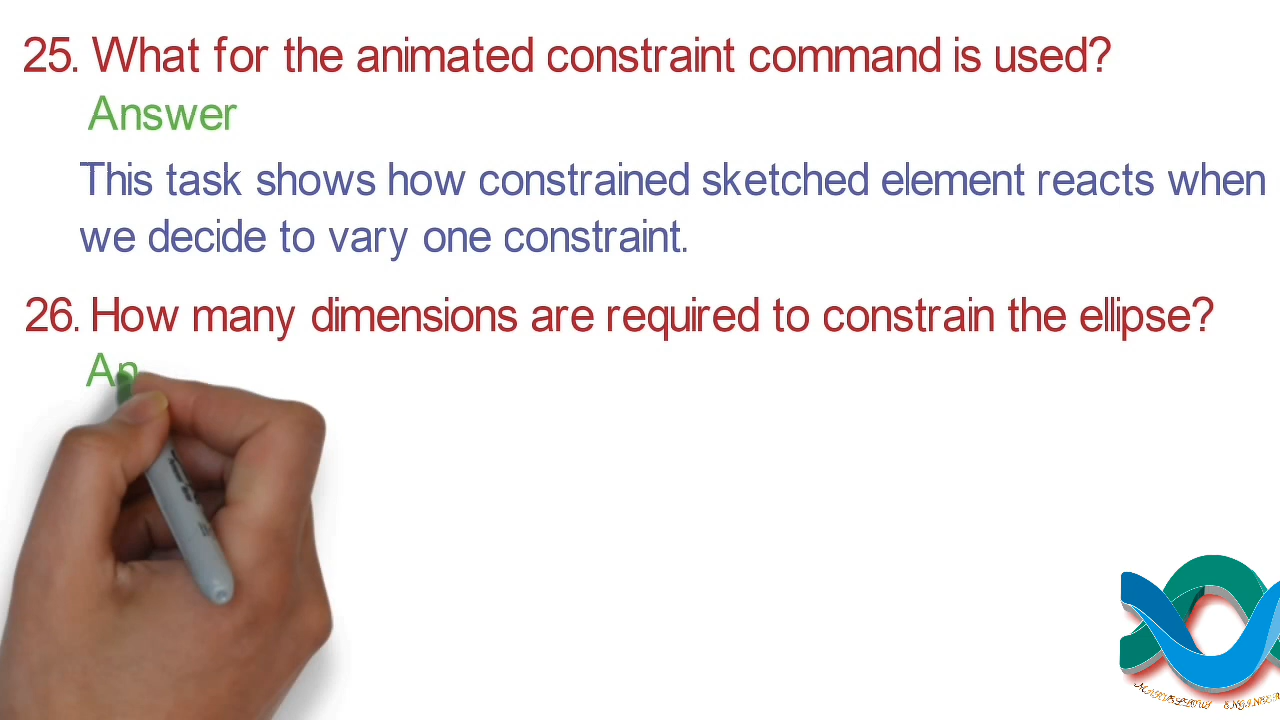 25. What for the animated constraint command is used?
Answer
This task shows how constrained sketched element reacts when
we decide to vary one constraint.
26. How many dimensions are required to constrain the ellipse?
An